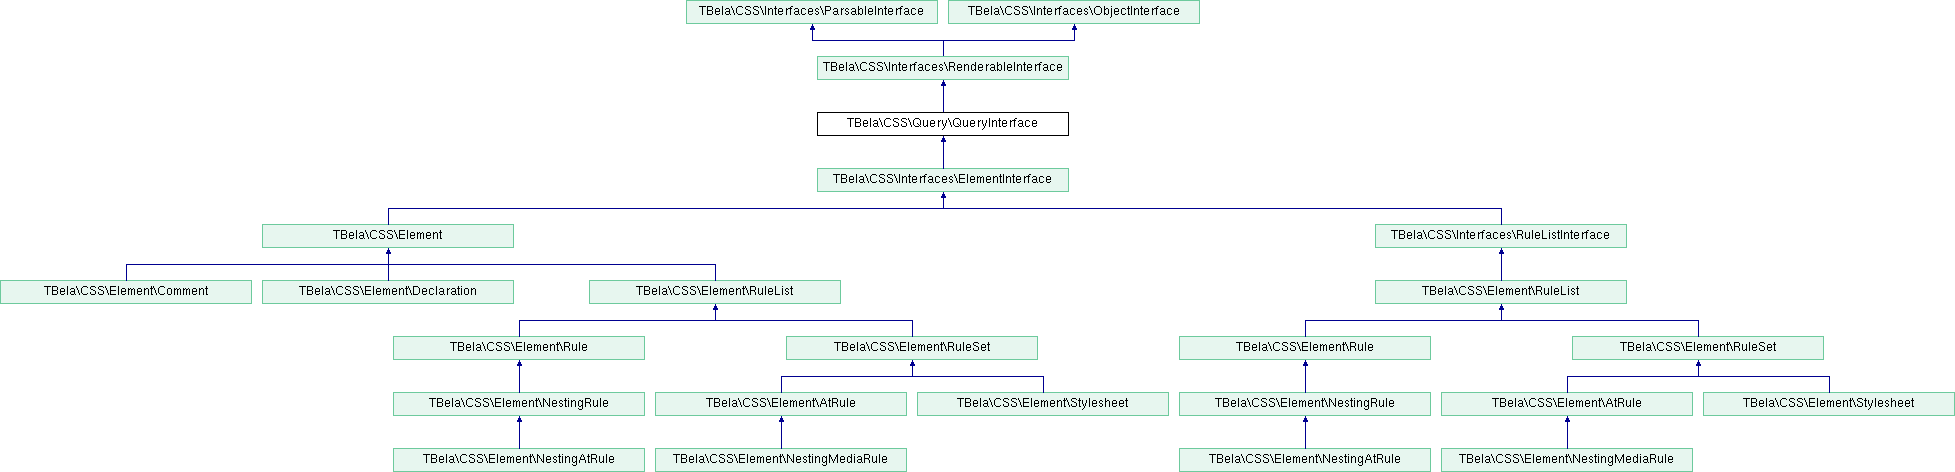 TBela\CSS\Interfaces\ParsableInterface
TBela\CSS\Interfaces\ObjectInterface
TBela\CSS\Interfaces\RenderableInterface
TBela\CSS\Query\QueryInterface
TBela\CSS\Interfaces\ElementInterface
TBela\CSS\Element
TBela\CSS\Interfaces\RuleListInterface
TBela\CSS\Element\Comment
TBela\CSS\Element\Declaration
TBela\CSS\Element\RuleList
TBela\CSS\Element\RuleList
TBela\CSS\Element\Rule
TBela\CSS\Element\RuleSet
TBela\CSS\Element\Rule
TBela\CSS\Element\RuleSet
TBela\CSS\Element\NestingRule
TBela\CSS\Element\AtRule
TBela\CSS\Element\Stylesheet
TBela\CSS\Element\NestingRule
TBela\CSS\Element\AtRule
TBela\CSS\Element\Stylesheet
TBela\CSS\Element\NestingAtRule
TBela\CSS\Element\NestingMediaRule
TBela\CSS\Element\NestingAtRule
TBela\CSS\Element\NestingMediaRule